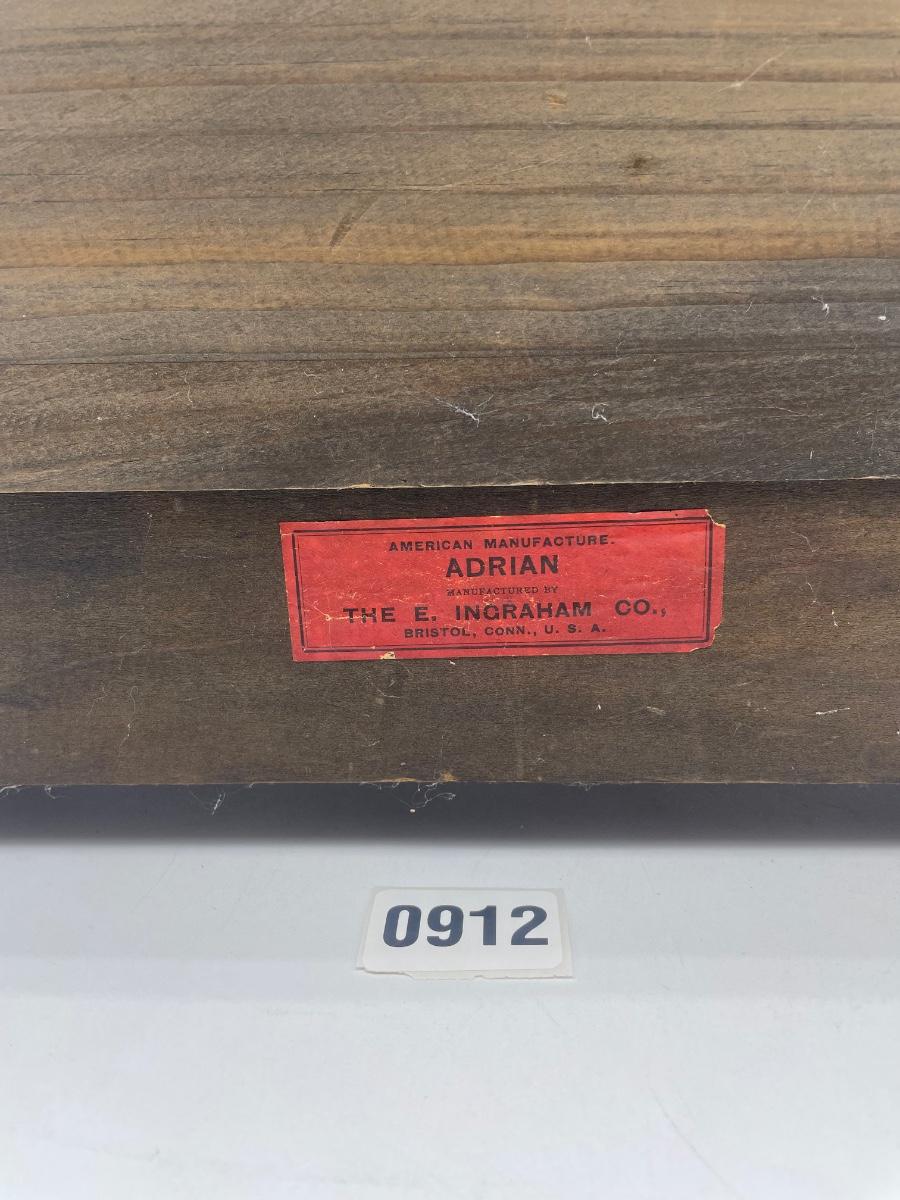 AMERICAN MANUFACTURE.
ADRIAN
MANUFACTURED BY
THE E. INGRAHAM CO.,
BRISTOL, CONN., U. S. A.
0912